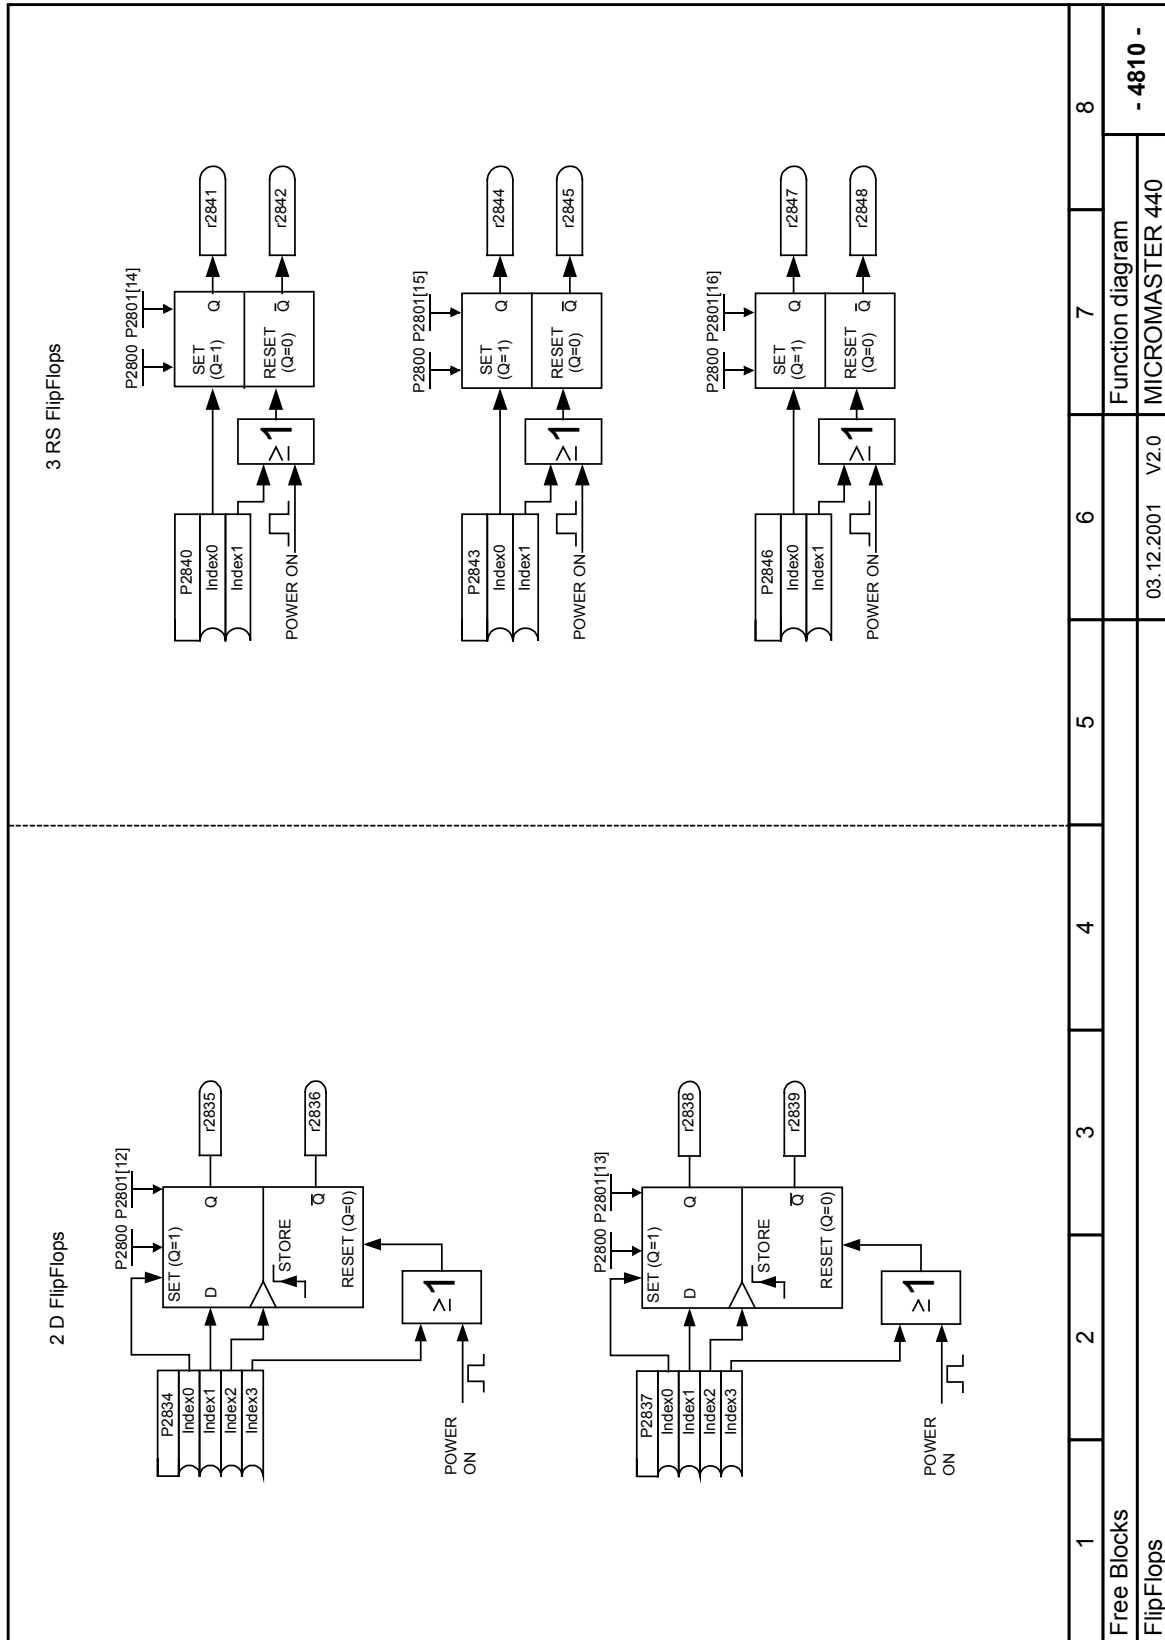 2 D FlipFlops
P2800 P2801[12]
P2834
Index0
Index1
Index2
Index3
SET (Q=1)
D
Q
STORE
Q
RESET (Q=0)
r2835
r2836
≥1
POWER
ON
P2800 P2801[13]
P2837
Index0
Index1
Index2
Index3
SET (Q=1)
D
Q
STORE
Q
RESET (Q=0)
r2838
r2839
≥1
POWER
ON
3 RS FlipFlops
P2800 P2801[14]
P2840
Index0
Index1
SET
(Q=1)
Q
RESET
(Q=0)
Q
r2841
r2842
≥1
POWER ON
P2800 P2801[15]
P2843
Index0
Index1
SET
(Q=1)
Q
RESET
(Q=0)
Q
r2844
r2845
≥1
POWER ON
P2800 P2801[16]
P2846
Index0
Index1
SET
(Q=1)
Q
RESET
(Q=0)
Q
r2847
r2848
≥1
POWER ON
1 2 3 4 5 6 7 8
Free Blocks
Function diagram
- 4810 -
FlipFlops
03.12.2001 V2.0
MICROMASTER 440